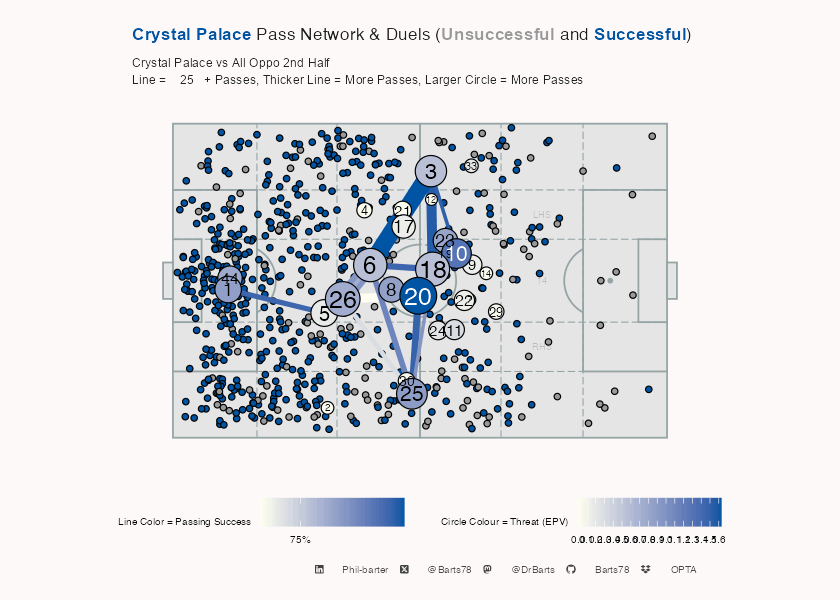 Crystal Palace Pass Network & Duels (Unsuccessful and Successful)
Crystal Palace vs All Oppo 2nd Half
Line = 25 + Passes, Thicker Line = More Passes, Larger Circle = More Passes
3
33
12
4
21
17
LHS
10
6
18
9
14
44
1
8
20
26
22
5
29
24
11
RHS
25
2
Line Color = Passing Success
75%
Circle Colour = Threat (EPV)
Phil-barter
@Barts78
@DrBarts
Barts78
OPTA